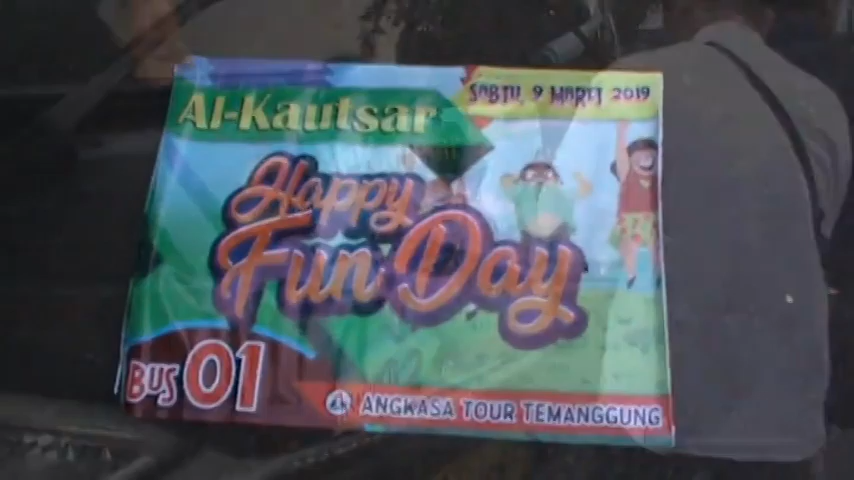 Al-Kautsar
SABTU, 9 MARET 2019
Happy
Fun Day
BUS 01
ANGKASA TOUR TEMANGGUNG